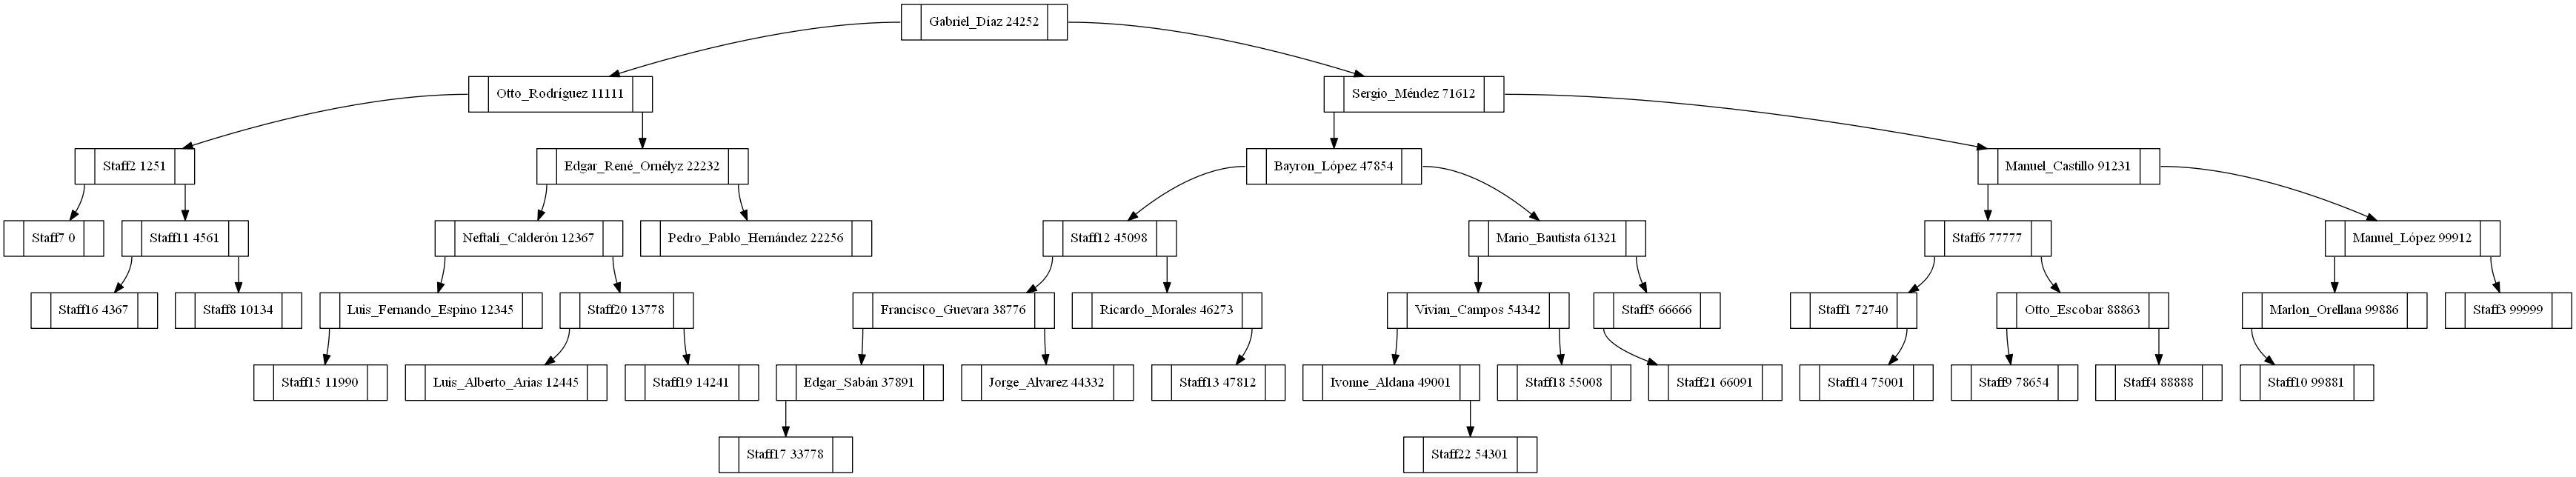 Gabriel_Díaz 24252
Otto_Rodríguez 11111
Sergio_Méndez 71612
Staff2 1251
Edgar_René_Ornélyz 22232
Bayron_López 47854
Manuel_Castillo 91231
Staff7 0
Staff11 4561
Neftalí_Calderón 12367
Pedro_Pablo_Hernández 22256
Staff12 45098
Mario_Bautista 61321
Staff6 77777
Manuel_López 99912
Staff16 4367
Staff8 10134
Luis_Fernando_Espino 12345
Staff20 13778
Francisco_Guevara 38776
Ricardo_Morales 46273
Vivian_Campos 54342
Staff5 66666
Staff1 72740
Otto_Escobar 88863
Marlon_Orellana 99886
Staff3 99999
Staff15 11990
Luis_Alberto_Arias 12445
Staff19 14241
Edgar_Sabán 37891
Jorge_Alvarez 44332
Staff13 47812
Ivonne_Aldana 49001
Staff18 55008
Staff21 66091
Staff14 75001
Staff9 78654
Staff4 88888
Staff10 99881
Staff17 33778
Staff22 54301